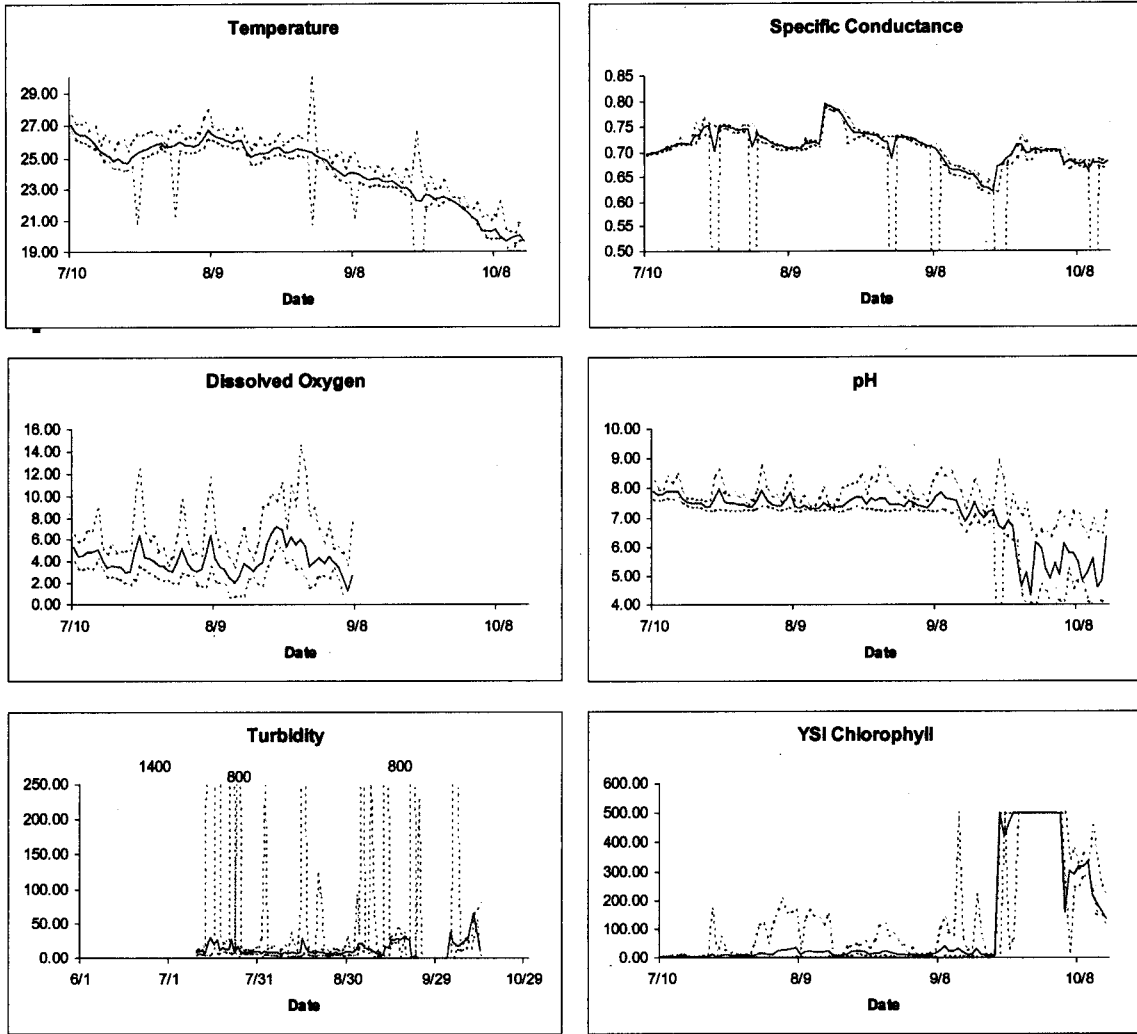 Temperature
29.00
27.00
25.00
23.00
21.00
19.00
7/10 8/9 9/8 10/8
Date
Specific Conductance
0.85
0.80
0.75
0.70
0.65
0.60
0.55
0.50
7/10 8/9 9/8 10/8
Date
Dissolved Oxygen
16.00
14.00
12.00
10.00
8.00
6.00
4.00
2.00
0.00
7/10 8/9 9/8 10/8
Date
pH
10.00
9.00
8.00
7.00
6.00
5.00
4.00
7/10 8/9 9/8 10/8
Date
Turbidity
1400 800 800
250.00
200.00
150.00
100.00
50.00
0.00
6/1 7/1 7/31 8/30 9/29 10/29
Date
YSI Chlorophyll
600.00
500.00
400.00
300.00
200.00
100.00
0.00
7/10 8/9 9/8 10/8
Date